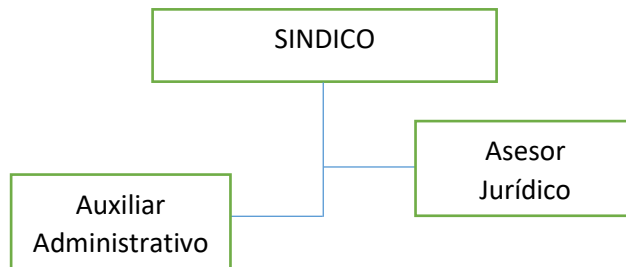 SINDICO
Asesor
Jurídico
Auxiliar
Administrativo